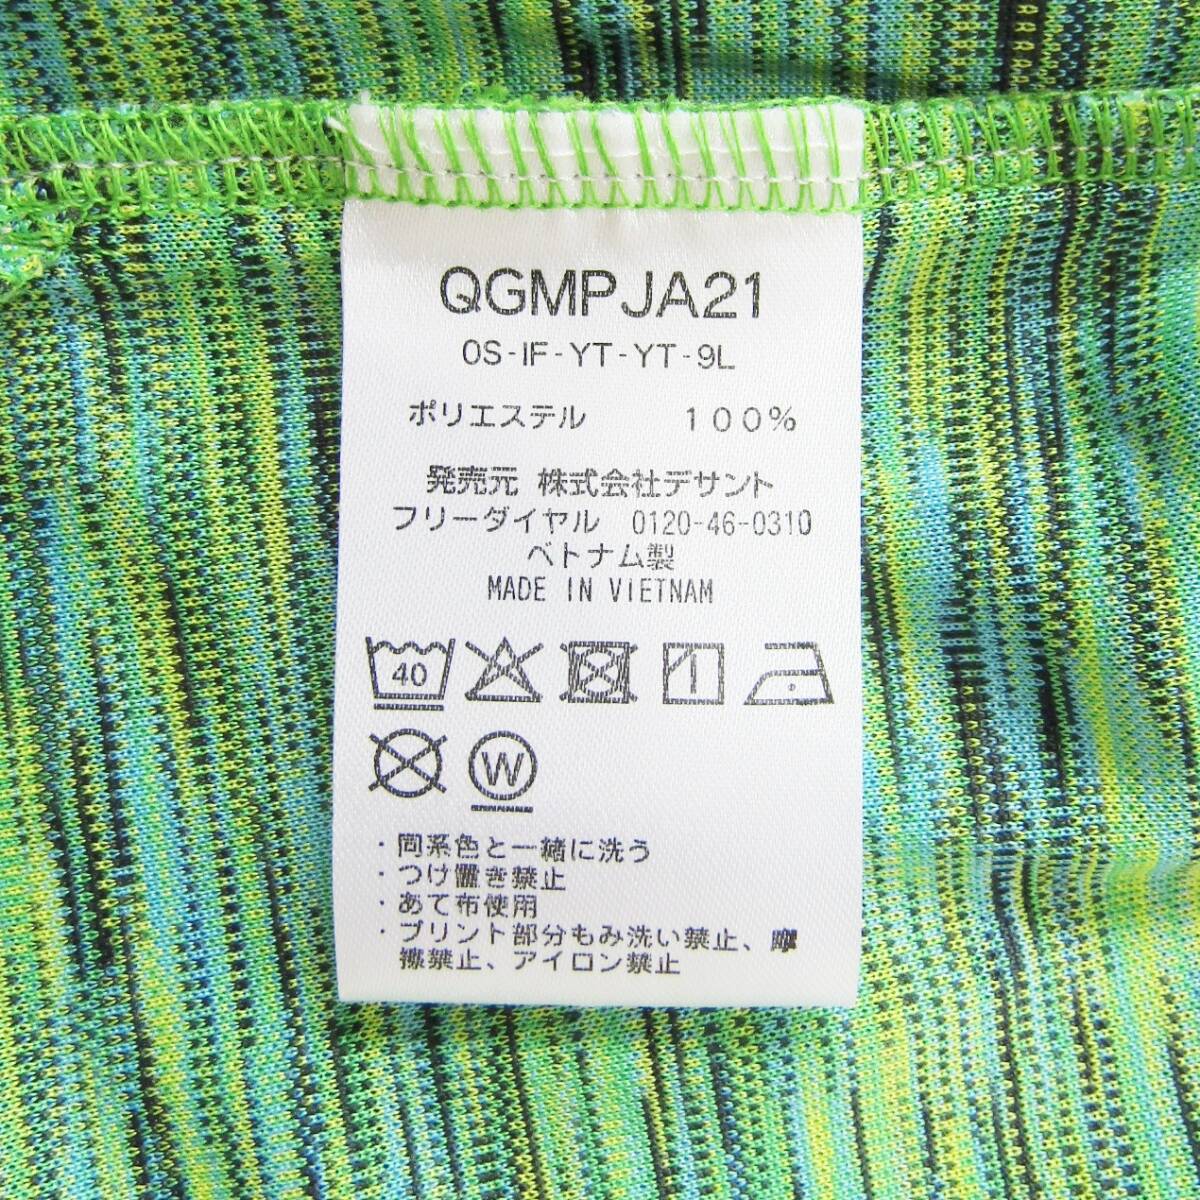 QGMPJA21
0S-IF-YT-YT-9L
ポリエステル 100%
発売元 株式会社デサント
フリーダイヤル 0120-46-0310
ベトナム製
MADE IN VIETNAM
40
W
・同系色と一緒に洗う
・つけ置き禁止
・あて布使用
・プリント部分もみ洗い禁止、摩
擦禁止、アイロン禁止